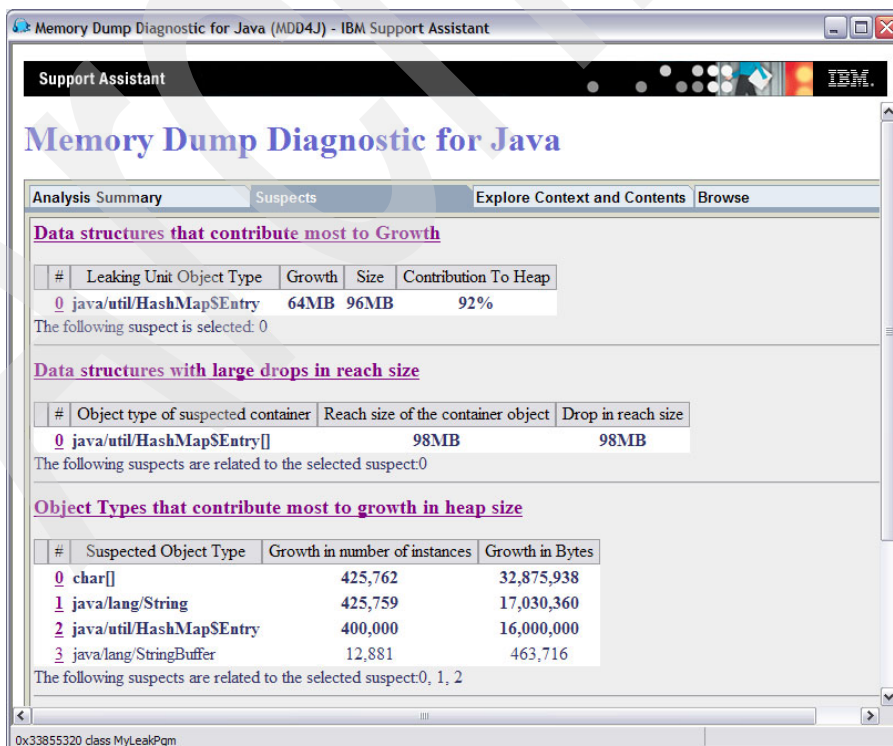 Memory Dump Diagnostic for Java (MDD4J) - IBM Support Assistant
Support Assistant
IBM.
Memory Dump Diagnostic for Java
Analysis Summary Suspects Explore Context and Contents Browse
Data structures that contribute most to Growth
# Leaking Unit Object Type Growth Size Contribution To Heap
0 java/util/HashMap$Entry 64MB 96MB 92%
The following suspect is selected: 0
Data structures with large drops in reach size
# Object type of suspected container Reach size of the container object Drop in reach size
0 java/util/HashMap$Entry[] 98MB 98MB
The following suspects are related to the selected suspect:0
Object Types that contribute most to growth in heap size
# Suspected Object Type Growth in number of instances Growth in Bytes
0 char[] 425,762 32,875,938
1 java/lang/String 425,759 17,030,360
2 java/util/HashMap$Entry 400,000 16,000,000
3 java/lang/StringBuffer 12,881 463,716
The following suspects are related to the selected suspect:0, 1, 2
0x33855320 class MyLeakPgm